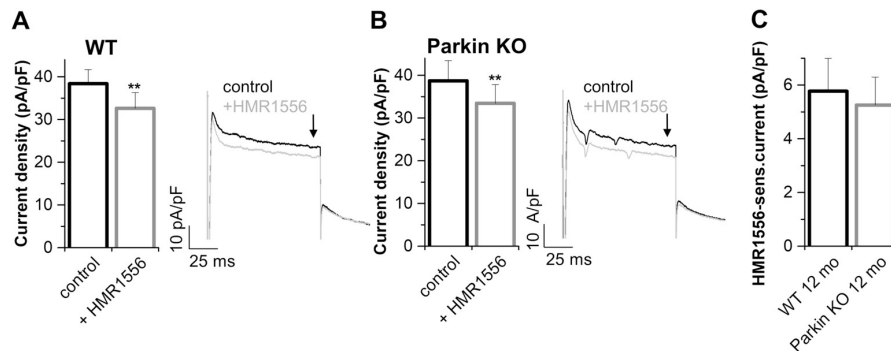 A
WT
Current density (pA/pF)
40
30
20
10
0
**
control
+ HMR1556
control
+HMR1556
10 pA/pF
25 ms
B
Parkin KO
Current density (pA/pF)
40
30
20
10
0
**
control
+ HMR1556
control
+HMR1556
10 A/pF
25 ms
C
HMR1556-sens.current (pA/pF)
6
4
2
0
WT 12 mo
Parkin KO 12 mo